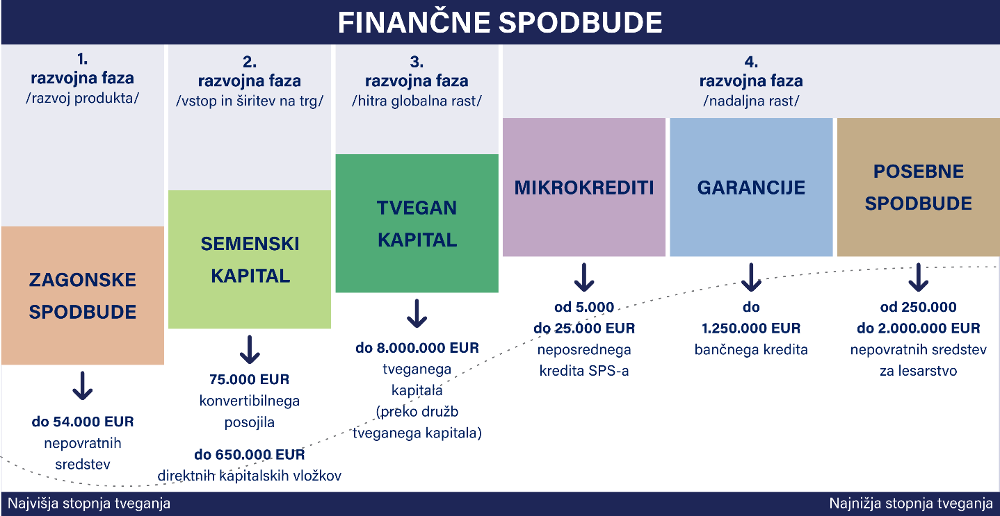 FINANČNE SPODBUDE
1.
razvojna faza
/razvoj produkta/
2.
razvojna faza
/vstop in širitev na trg/
3.
razvojna faza
/hitra globalna rast/
4.
razvojna faza
/nadaljna rast/
ZAGONSKE
SPODBUDE
do 54.000 EUR
nepovratnih
sredstev
SEMENSKI
KAPITAL
75.000 EUR
konvertibilnega
posojila
do 650.000 EUR
direktnih kapitalskih vložkov
TVEGAN
KAPITAL
do 8.000.000 EUR
tveganega
kapitala
(preko družb
tveganega kapitala)
MIKROKREDITI
od 5.000
do 25.000 EUR
neposrednega
kredita SPS-a
GARANCIJE
do
1.250.000 EUR
bančnega kredita
POSEBNE
SPODBUDE
od 250.000
do 2.000.000 EUR
nepovratnih sredstev
za lesarstvo
Najvišja stopnja tveganja
Najnižja stopnja tveganja